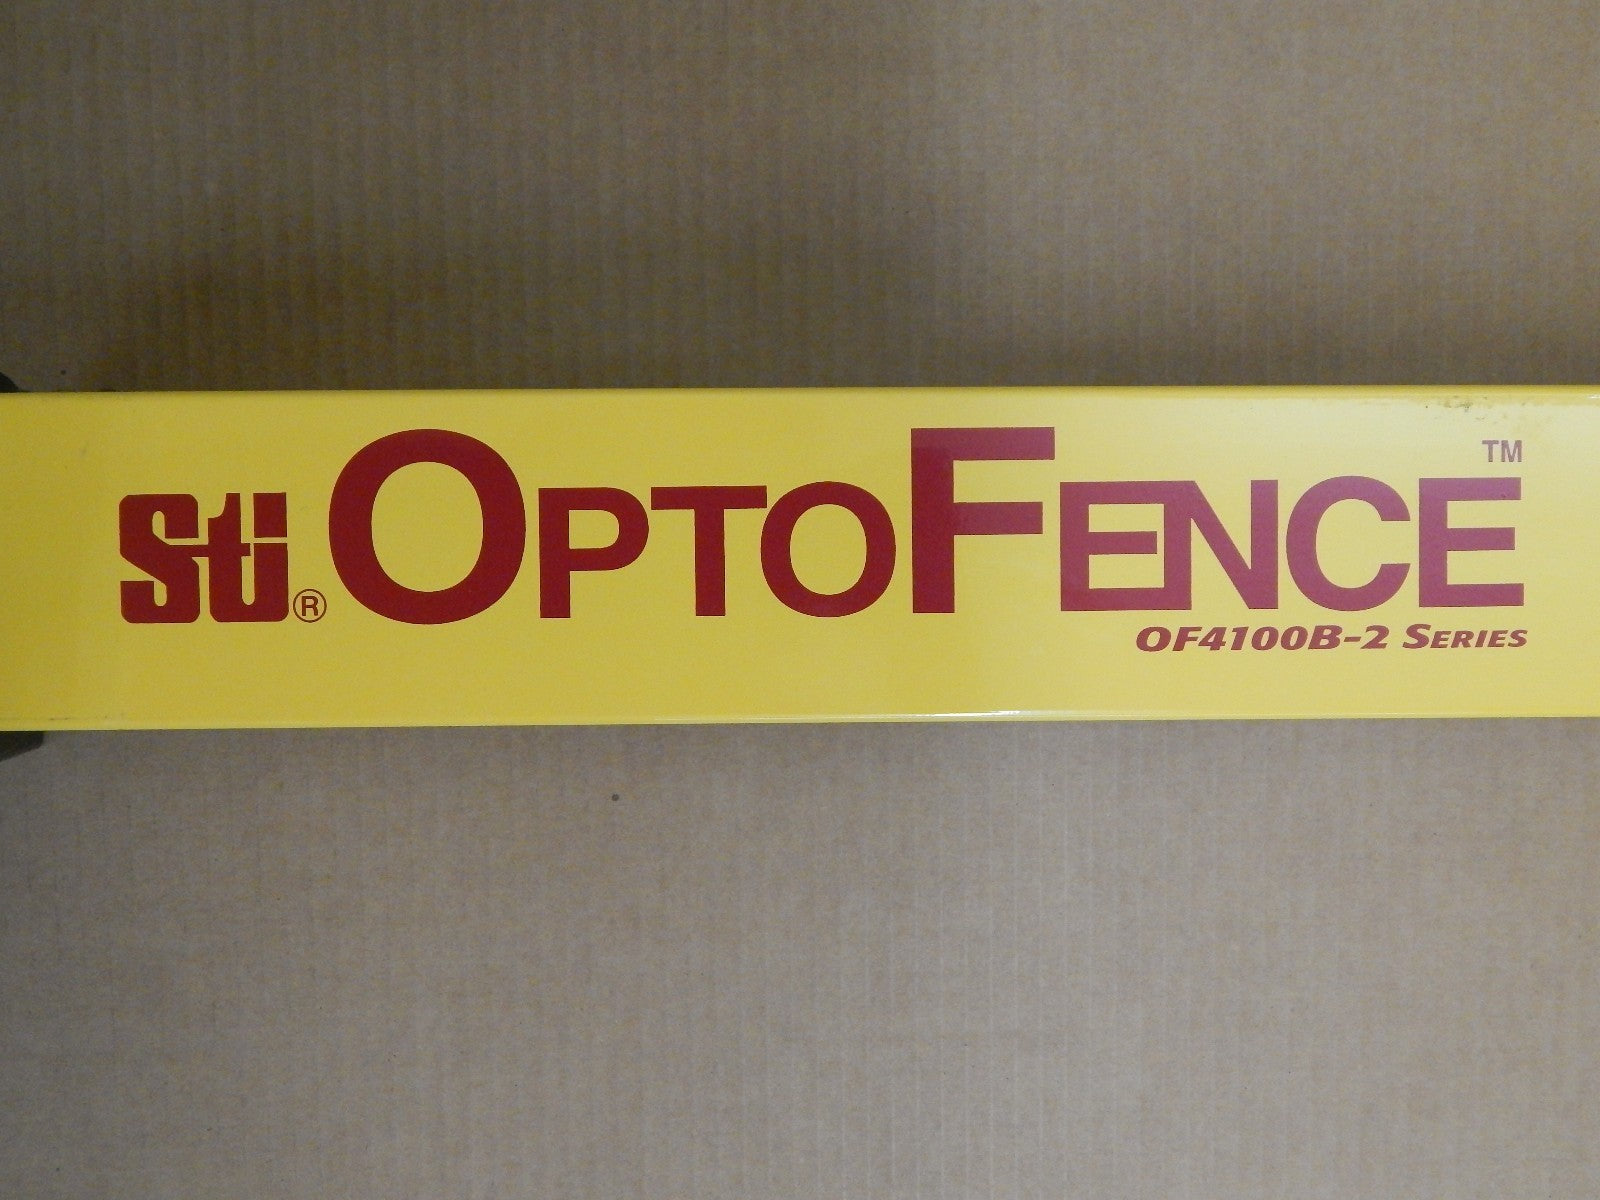 Sti® OPTOFENCE™
OF4100B-2 SERIES